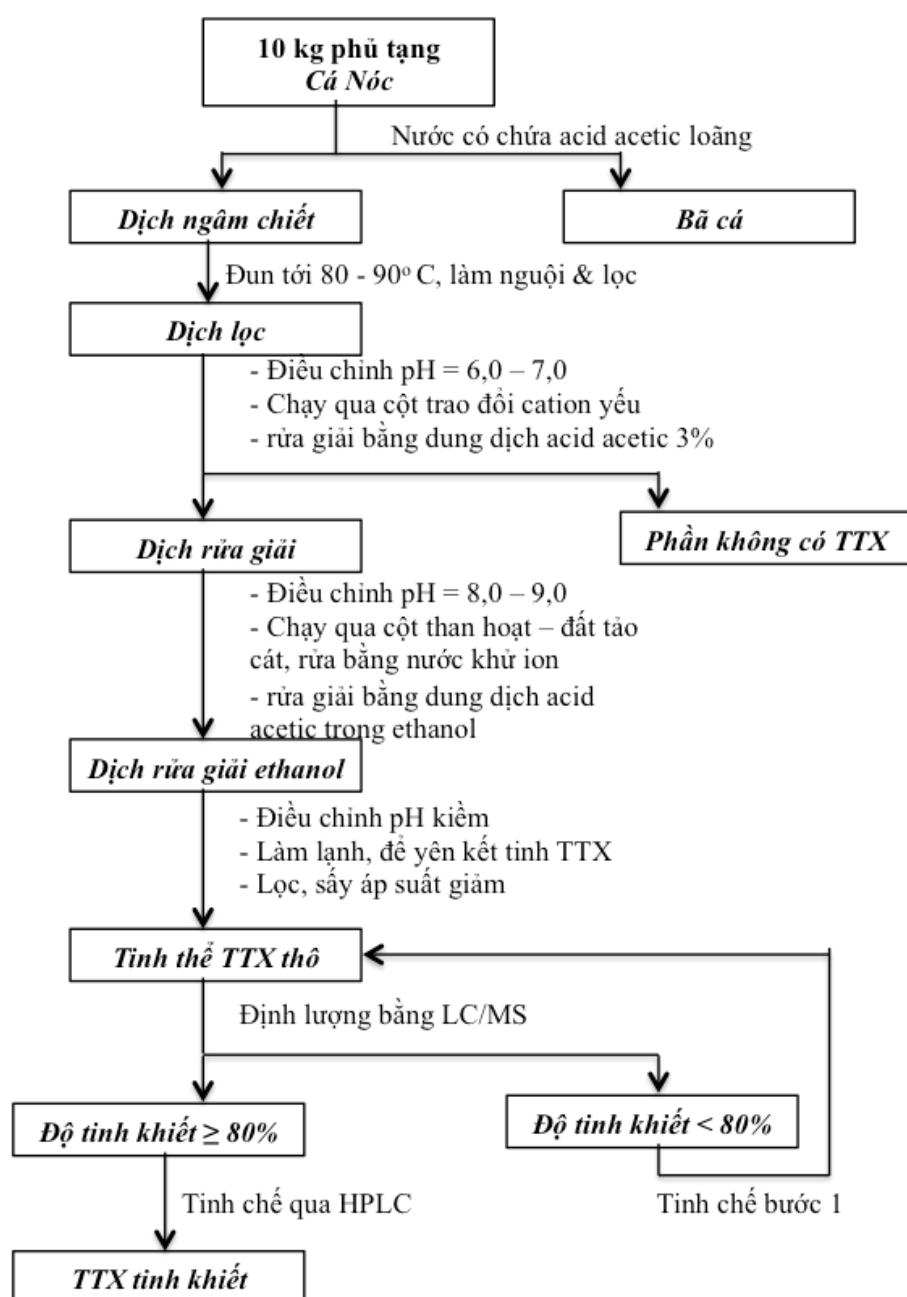 10 kg phủ tạng
Cá Nóc
Nước có chứa acid acetic loãng
Dịch ngâm chiết
Bã cá
Đun tới 80 - 90º C, làm nguội & lọc
Dịch lọc
- Điều chỉnh pH = 6,0 – 7,0
- Chạy qua cột trao đổi cation yếu
- rửa giải bằng dung dịch acid acetic 3%
Dịch rửa giải
Phần không có TTX
- Điều chỉnh pH = 8,0 – 9,0
- Chạy qua cột than hoạt – đất tảo
cát, rửa bằng nước khử ion
- rửa giải bằng dung dịch acid
acetic trong ethanol
Dịch rửa giải ethanol
- Điều chỉnh pH kiềm
- Làm lạnh, để yên kết tinh TTX
- Lọc, sấy áp suất giảm
Tinh thể TTX thô
Định lượng bằng LC/MS
Độ tinh khiết ≥ 80%
Độ tinh khiết < 80%
Tinh chế qua HPLC
Tinh chế bước 1
TTX tinh khiết